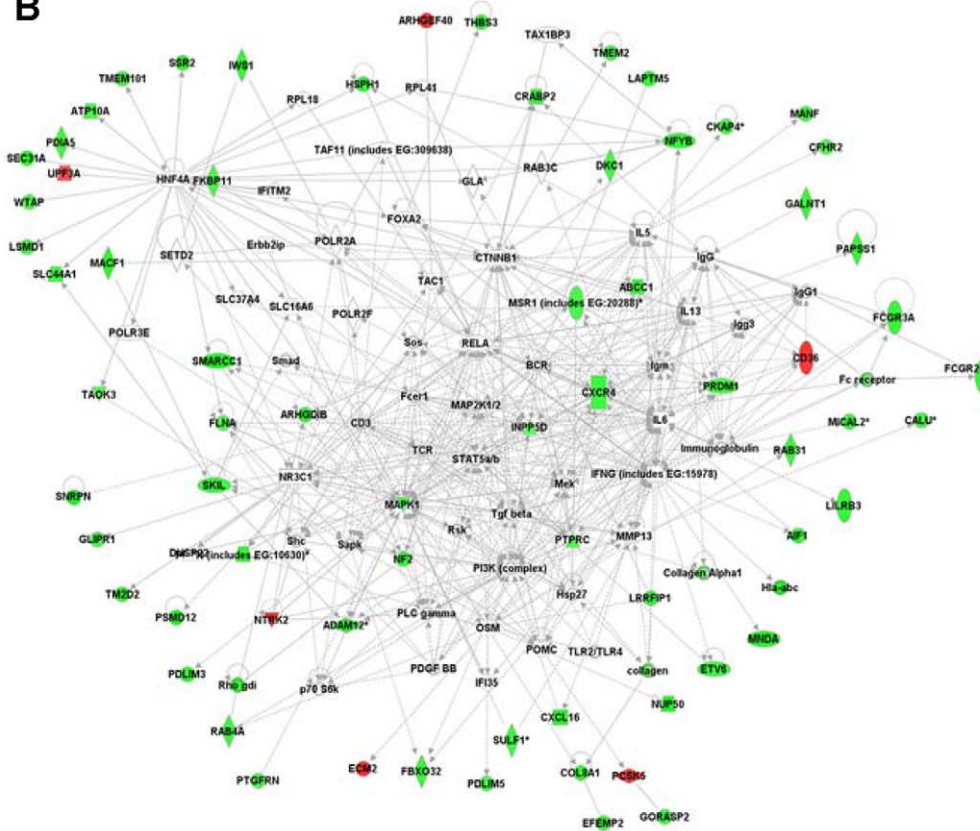 B
ARHGEF40
THBS3
TAX1BP3
TMEM2
SSR2
IWS1
TMEM101
HSPH1
RPL41
LAPTM5
CRABP2
RPL18
ATP10A
MANF
CKAP4*
NFYB
PDIA5
CFHR2
TAF11 (includes EG:309638)
SEC31A
UPF3A
HNF4A
FKBP11
GLA
RAB3C
DKC1
IFITM2
WTAP
GALNT1
FOXA2
IL5
POLR2A
Erbb2ip
LSMD1
SETD2
PAPSS1
CTNNB1
IgG
MACF1
SLC44A1
TAC1
ABCC1
IgG1
SLC37A4
SLC16A6
MSR1 (includes EG:20288)*
IL13
POLR2F
FCGR3A
Igg3
POLR3E
Sos
RELA
SMARCC1
Smad
BCR
Igm
CD36
FCGR2
Fc receptor
PRDM1
TAOK3
Fcer1
CXCR4
MAP2K1/2
ARHGDIB
FLNA
CD3
INPP5D
IL6
MICAL2*
CALU*
TCR
Immunoglobulin
RAB31
STAT5a/b
NR3C1
IFNG (includes EG:15978)
SKIL
Mek
SNRPN
MAPK1
LILRB3
Tgf beta
Rsk
GLIPR1
Shc
Sapk
PTPRC
MMP13
AIF1
(includes EG:10630)*
NF2
PI3K (complex)
Collagen Alpha1
TM2D2
Hsp27
LRRFIP1
Hla-abc
PSMD12
NTRK2
ADAM12*
PLC gamma
OSM
MNDA
POMC
TLR2/TLR4
PDLIM3
Rho gdi
p70 S6k
PDGF BB
IFI35
collagen
ETV6
NUP50
CXCL16
RAB4A
SULF1*
PTGFRN
ECM2
FBXO32
PDLIM5
COL8A1
PCSK5
EFEMP2
GORASP2